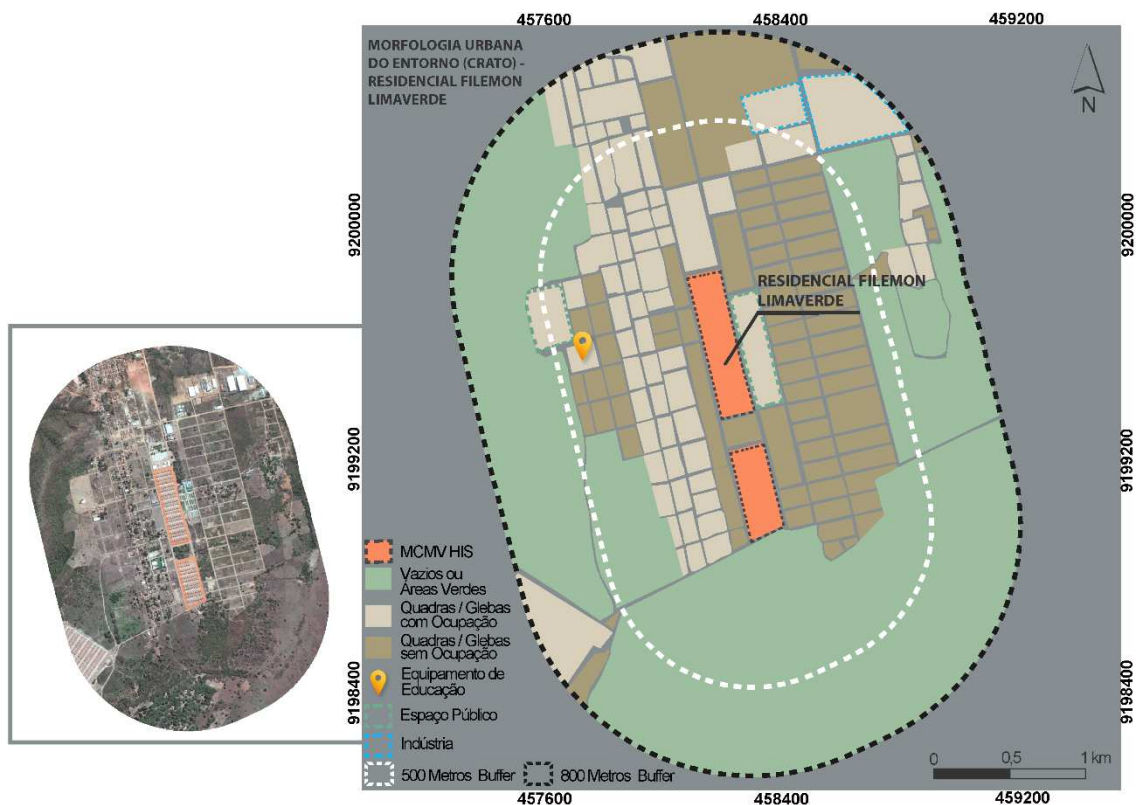 457600
458400
459200
MORFOLOGIA URBANA
DO ENTORNO (CRATO) -
RESIDENCIAL FILEMON
LIMAVERDE
N
9200000
9200000
RESIDENCIAL FILEMON
LIMAVERDE
9199200
9199200
MCMV HIS
Vazios ou
Áreas Verdes
Quadras / Glebas
com Ocupação
Quadras / Glebas
sem Ocupação
Equipamento de
Educação
Espaço Público
Indústria
500 Metros Buffer
800 Metros Buffer
9198400
9198400
0
0,5
1 km
457600
458400
459200